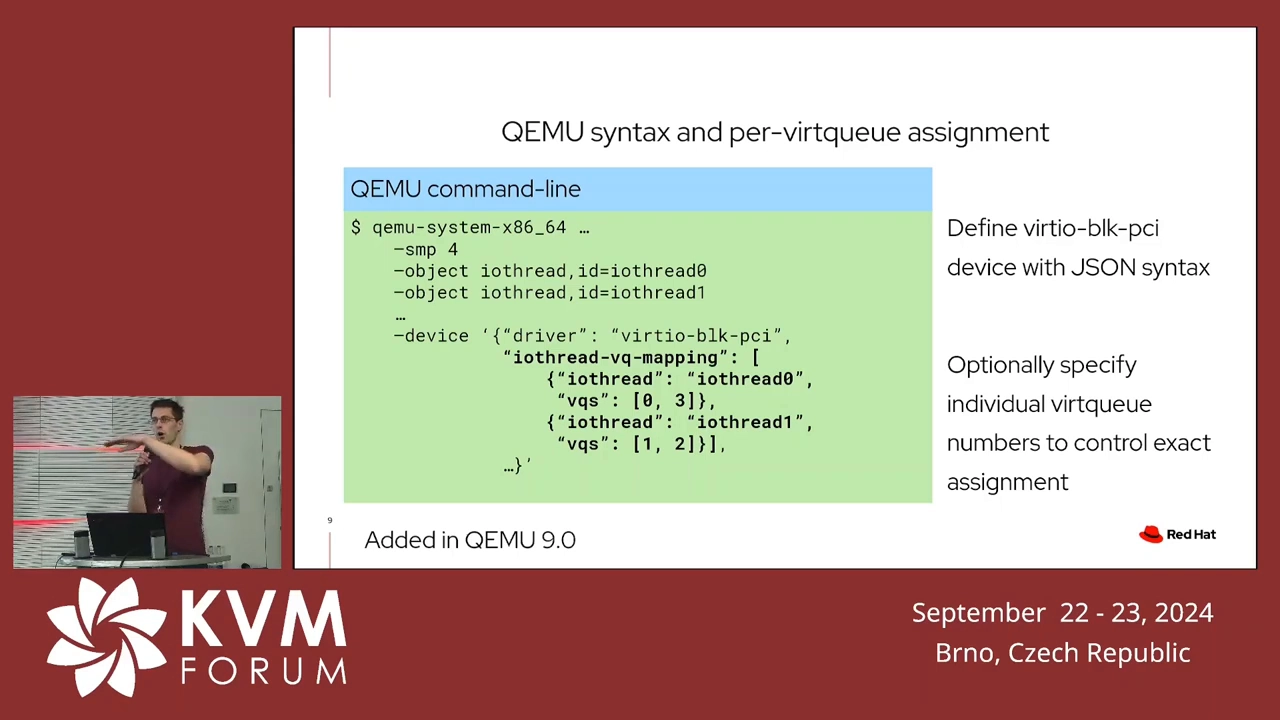 QEMU syntax and per-virtqueue assignment
QEMU command-line
$ qemu-system-x86_64 …
–smp 4
–object iothread,id=iothread0
–object iothread,id=iothread1
…
–device ‘{“driver”: “virtio-blk-pci”,
“iothread-vq-mapping”: [
{“iothread”: “iothread0”,
“vqs”: [0, 3]},
{“iothread”: “iothread1”,
“vqs”: [1, 2]}],
…}’
Define virtio-blk-pci
device with JSON syntax
Optionally specify
individual virtqueue
numbers to control exact
assignment
9
Added in QEMU 9.0
Red Hat
KVM
FORUM
September 22 - 23, 2024
Brno, Czech Republic